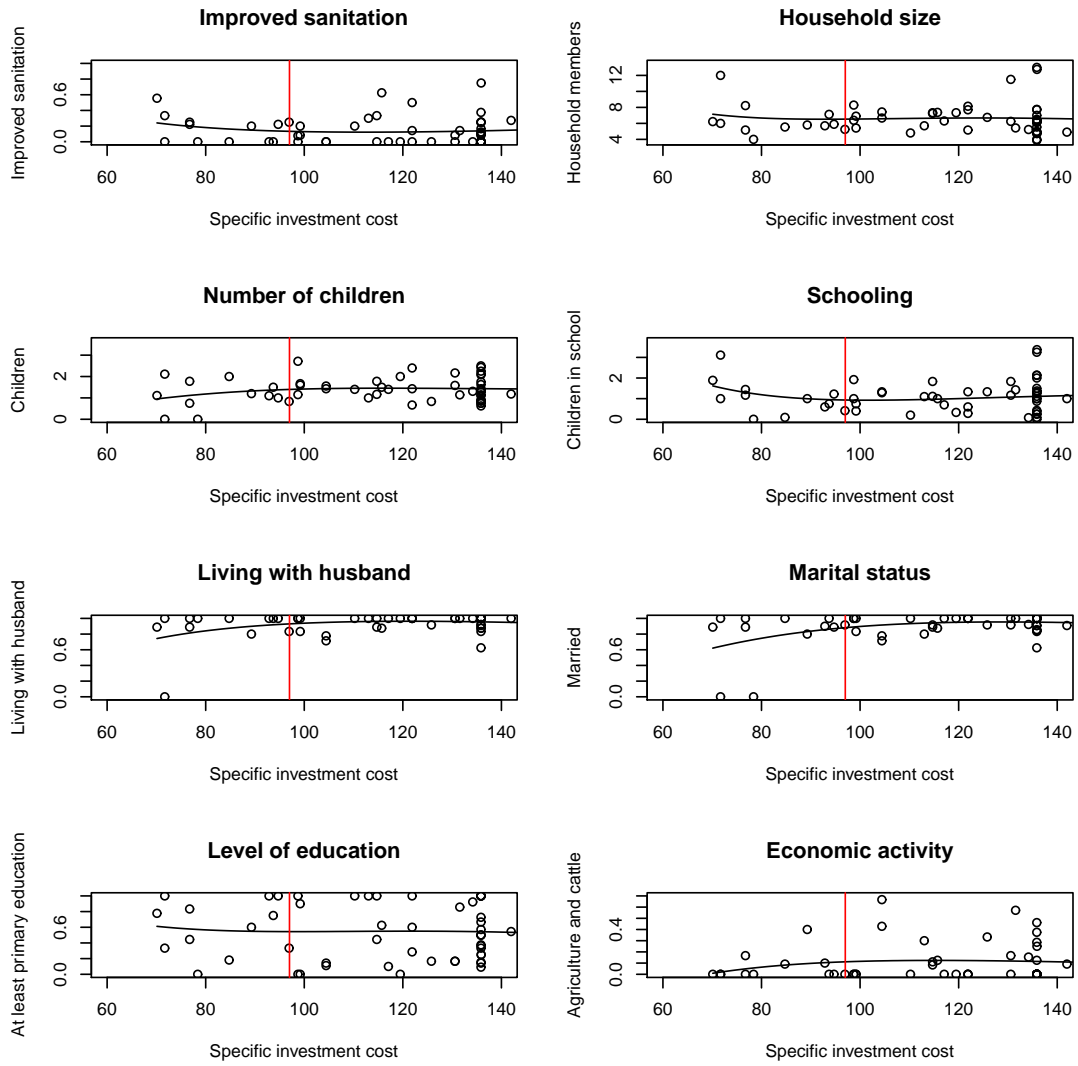 Improved sanitation
Improved sanitation
0.0 0.6
60 80 100 120 140
Specific investment cost
Household size
Household members
4 8 12
60 80 100 120 140
Specific investment cost
Number of children
Children
0 2
60 80 100 120 140
Specific investment cost
Schooling
Children in school
0 2
60 80 100 120 140
Specific investment cost
Living with husband
Living with husband
0.0 0.6
60 80 100 120 140
Specific investment cost
Marital status
Married
0.0 0.6
60 80 100 120 140
Specific investment cost
Level of education
At least primary education
0.0 0.6
60 80 100 120 140
Specific investment cost
Economic activity
Agriculture and cattle
0.0 0.4
60 80 100 120 140
Specific investment cost